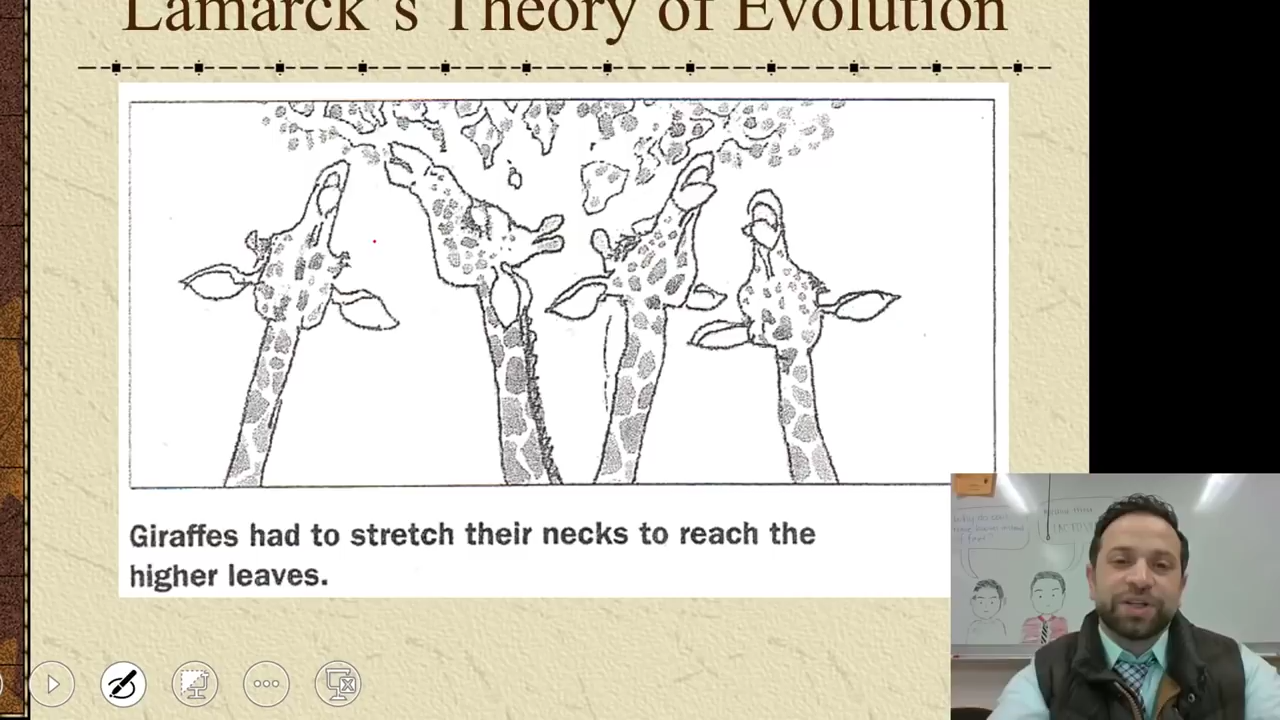 Lamarck's Theory of Evolution
Giraffes had to stretch their necks to reach the
higher leaves.